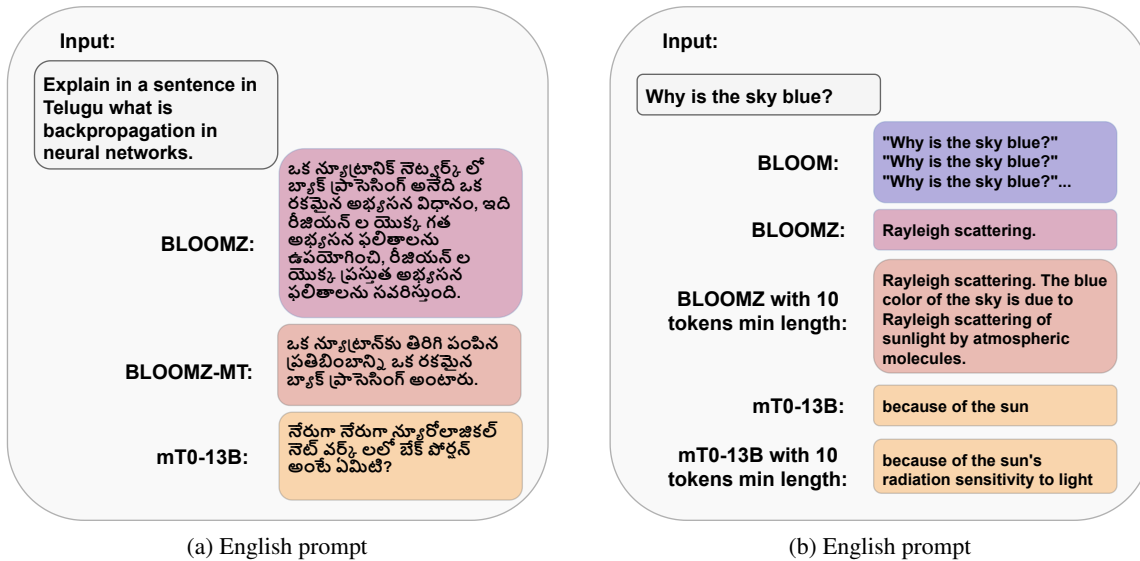 Input:
Explain in a sentence in
Telugu what is
backpropagation in
neural networks.
BLOOMZ:
ఒక న్యూట్రానిక్ నెట్వర్క్ లో
బ్యాక్ ప్రాసెసింగ్ అనేది ఒక
రకమైన అభ్యసన విధానం, ఇది
రీజియన్ ల యొక్క గత
అభ్యసన ఫలితాలను
ఉపయోగించి, రీజియన్ ల
యొక్క ప్రస్తుత అభ్యసన
ఫలితాలను సవరిస్తుంది.
BLOOMZ-MT:
ఒక న్యూట్రాన్‌కు తిరిగి పంపిన
ప్రతిబింబాన్ని ఒక రకమైన
బ్యాక్ ప్రాసెసింగ్ అంటారు.
mT0-13B:
నేరుగా నేరుగా న్యూరోలాజికల్
నెట్ వర్క్ లలో బేక్ పోర్షన్
అంటే ఏమిటి?
(a) English prompt
Input:
Why is the sky blue?
BLOOM:
"Why is the sky blue?"
"Why is the sky blue?"
"Why is the sky blue?"...
BLOOMZ:
Rayleigh scattering.
BLOOMZ with 10
tokens min length:
Rayleigh scattering. The blue
color of the sky is due to
Rayleigh scattering of
sunlight by atmospheric
molecules.
mT0-13B:
because of the sun
mT0-13B with 10
tokens min length:
because of the sun's
radiation sensitivity to light
(b) English prompt